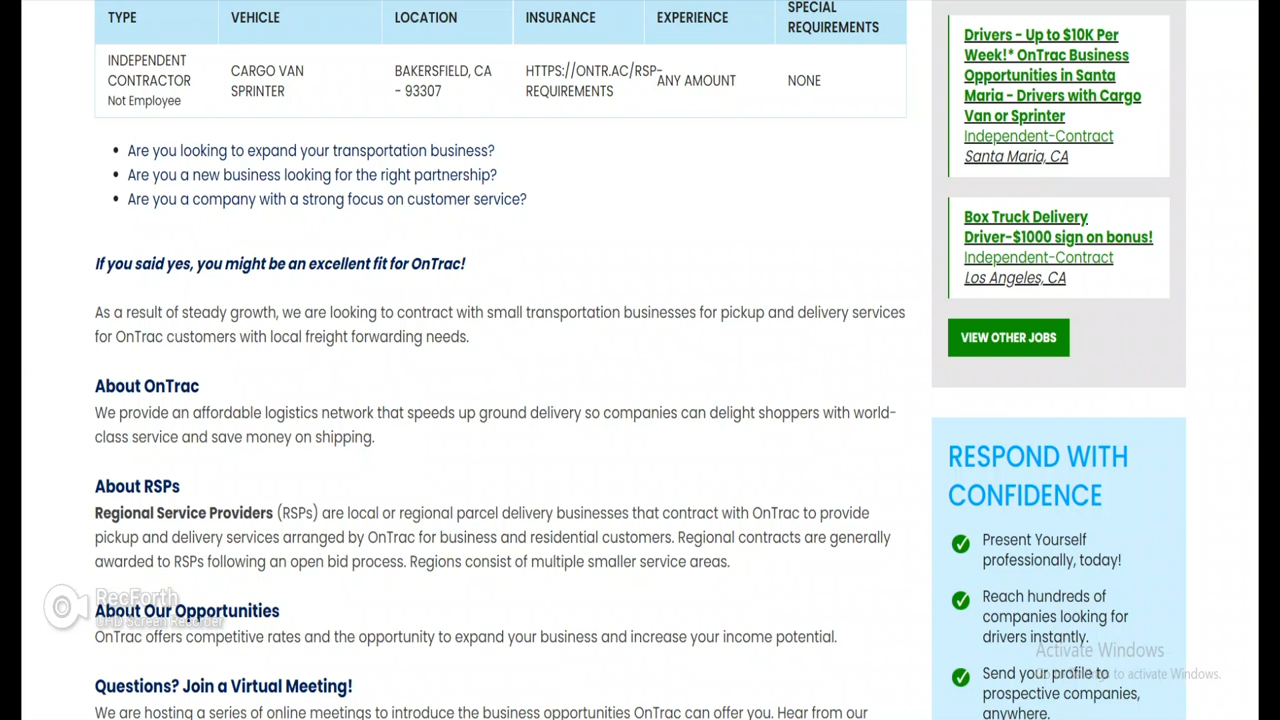 TYPE
VEHICLE
LOCATION
INSURANCE
EXPERIENCE
SPECIAL
REQUIREMENTS
INDEPENDENT
CONTRACTOR
Not Employee
CARGO VAN
SPRINTER
BAKERSFIELD, CA
- 93307
HTTPS://ONTR.AC/RSP-
REQUIREMENTS
ANY AMOUNT
NONE
• Are you looking to expand your transportation business?
• Are you a new business looking for the right partnership?
• Are you a company with a strong focus on customer service?
If you said yes, you might be an excellent fit for OnTrac!
As a result of steady growth, we are looking to contract with small transportation businesses for pickup and delivery services
for OnTrac customers with local freight forwarding needs.
About OnTrac
We provide an affordable logistics network that speeds up ground delivery so companies can delight shoppers with world-
class service and save money on shipping.
About RSPs
Regional Service Providers (RSPs) are local or regional parcel delivery businesses that contract with OnTrac to provide
pickup and delivery services arranged by OnTrac for business and residential customers. Regional contracts are generally
awarded to RSPs following an open bid process. Regions consist of multiple smaller service areas.
RecForth
UHD Screen Recorder
About Our Opportunities
OnTrac offers competitive rates and the opportunity to expand your business and increase your income potential.
Questions? Join a Virtual Meeting!
We are hosting a series of online meetings to introduce the business opportunities OnTrac can offer you. Hear from our
Drivers - Up to $10K Per
Week!* OnTrac Business
Opportunities in Santa
Maria - Drivers with Cargo
Van or Sprinter
Independent-Contract
Santa Maria, CA
Box Truck Delivery
Driver-$1000 sign on bonus!
Independent-Contract
Los Angeles, CA
VIEW OTHER JOBS
RESPOND WITH
CONFIDENCE
Present Yourself
professionally, today!
Reach hundreds of
companies looking for
drivers instantly.
Send your profile to
prospective companies,
anywhere.
Activate Windows
Go to Settings to activate Windows.